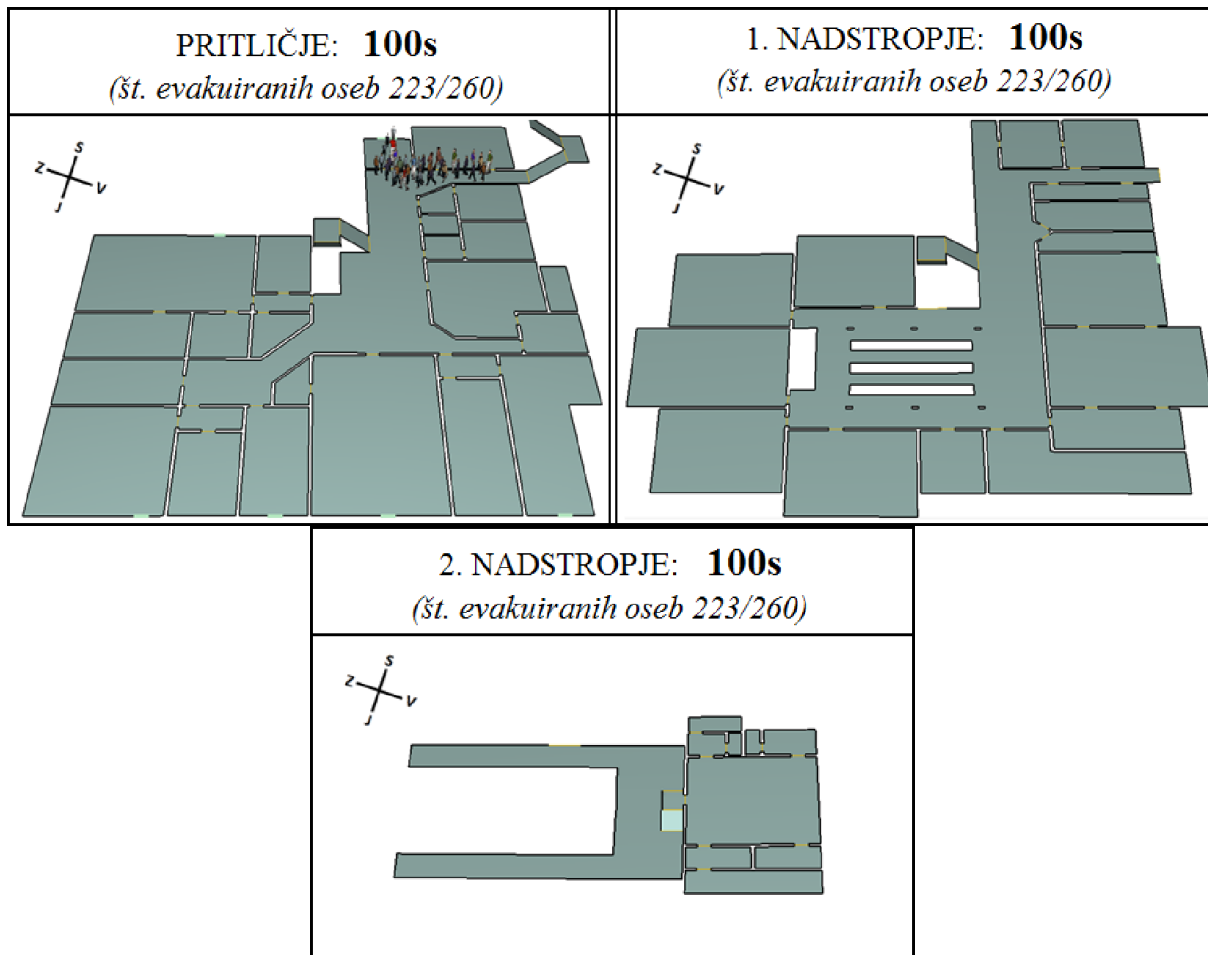 PRITLIČJE: 100s
(št. evakuiranih oseb 223/260)
1. NADSTROPJE: 100s
(št. evakuiranih oseb 223/260)
S
Z
V
J
S
Z
V
J
2. NADSTROPJE: 100s
(št. evakuiranih oseb 223/260)
S
Z
V
J